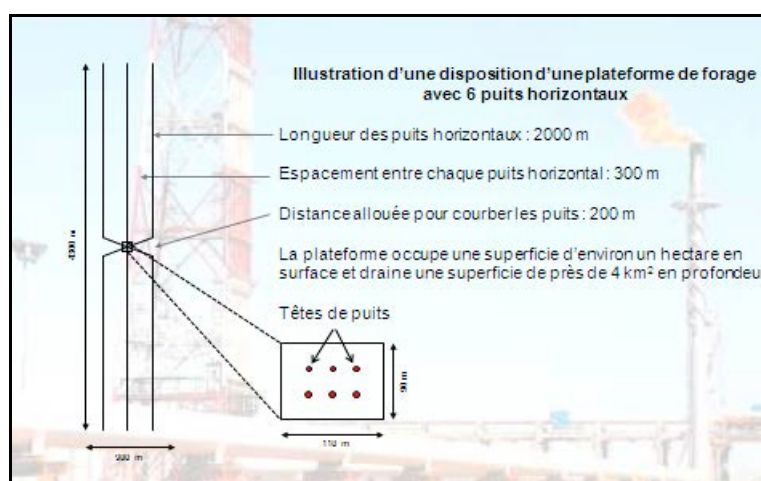 Illustration d'une disposition d'une plateforme de forage
avec 6 puits horizontaux
Longueur des puits horizontaux : 2000 m
Espacement entre chaque puits horizontal : 300 m
Distance allouée pour courber les puits : 200 m
La plateforme occupe une superficie d'environ un hectare en
surface et draine une superficie de près de 4 km² en profondeu
Têtes de puits
90 m
110 m
900 m